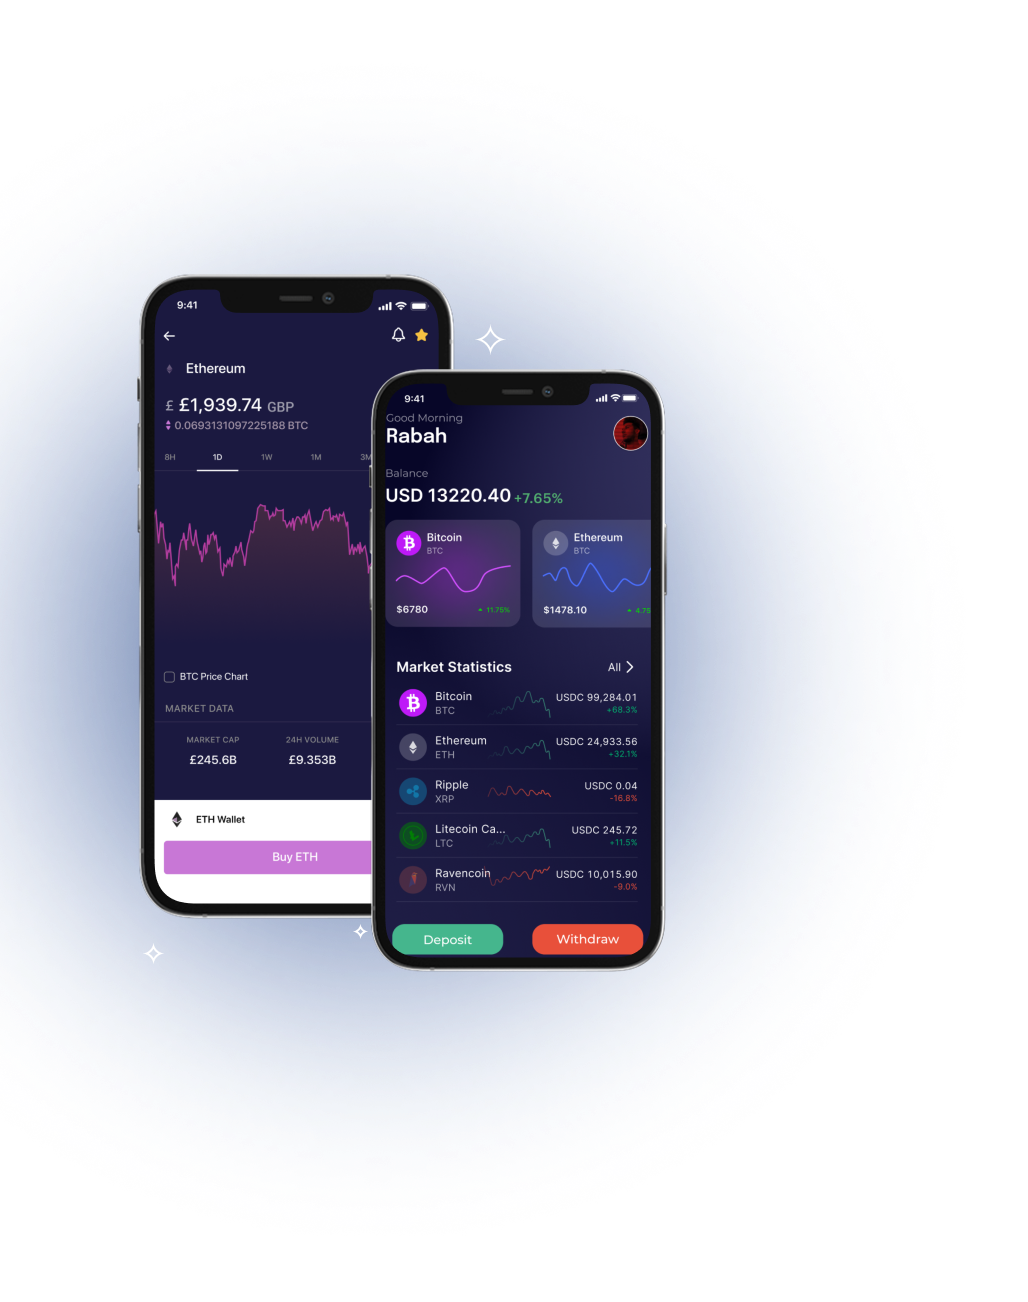 9:41
Ethereum
£ £1,939.74 GBP
0.0693131097225188 BTC
8H 1D 1W 1M 3M
BTC Price Chart
MARKET DATA
MARKET CAP 24H VOLUME
£245.6B £9.353B
ETH Wallet
Buy ETH
9:41
Good Morning
Rabah
Balance
USD 13220.40 +7.65%
Bitcoin
BTC
$6780 11.75%
Ethereum
BTC
$1478.10 4.75
Market Statistics All
Bitcoin USDC 99,284.01
BTC +68.3%
Ethereum USDC 24,933.56
ETH +32.1%
Ripple USDC 0.04
XRP -16.8%
Litecoin Ca... USDC 245.72
LTC +11.5%
Ravencoin USDC 10,015.90
RVN -9.0%
Deposit Withdraw